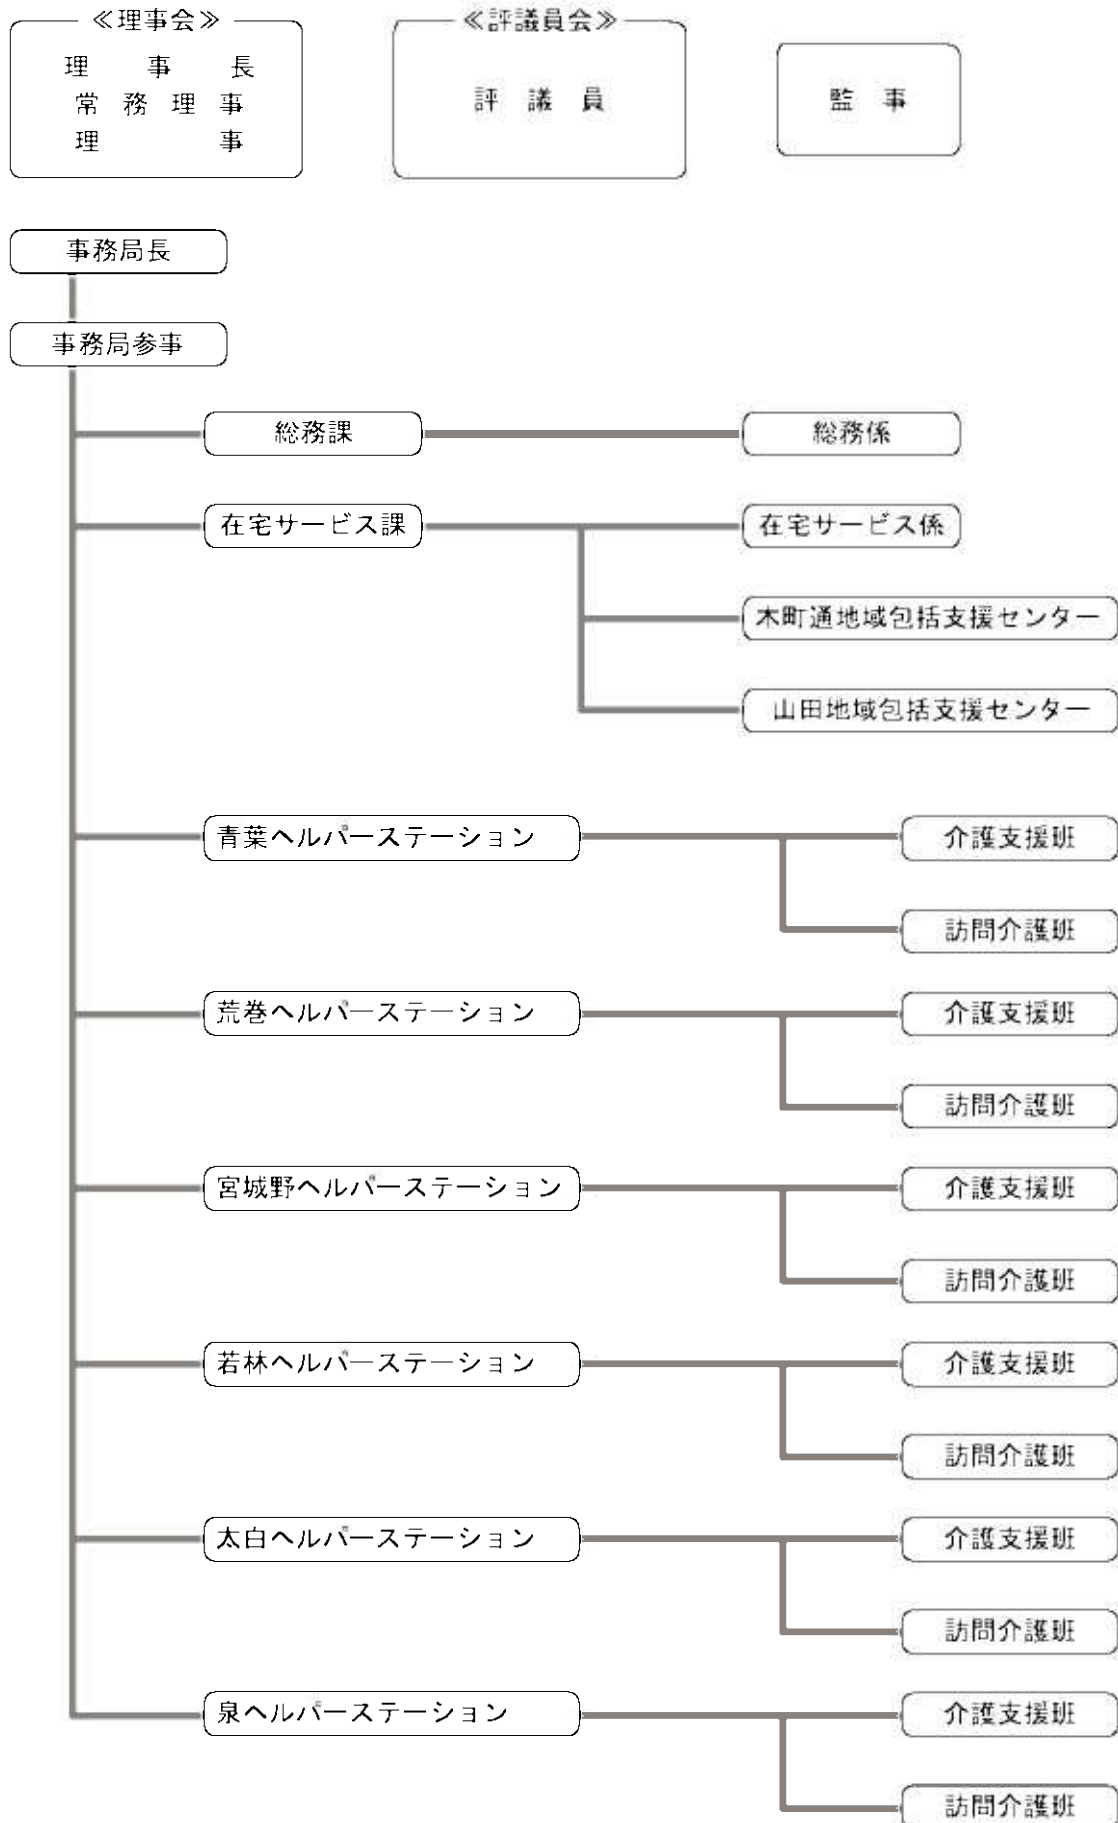 ≪理事会≫
理事長
常務理事
理事
≪評議員会≫
評議員
監事
事務局長
事務局参事
総務課
総務係
在宅サービス課
在宅サービス係
木町通地域包括支援センター
山田地域包括支援センター
青葉ヘルパーステーション
介護支援班
訪問介護班
荒巻ヘルパーステーション
介護支援班
訪問介護班
宮城野ヘルパーステーション
介護支援班
訪問介護班
若林ヘルパーステーション
介護支援班
訪問介護班
太白ヘルパーステーション
介護支援班
訪問介護班
泉ヘルパーステーション
介護支援班
訪問介護班